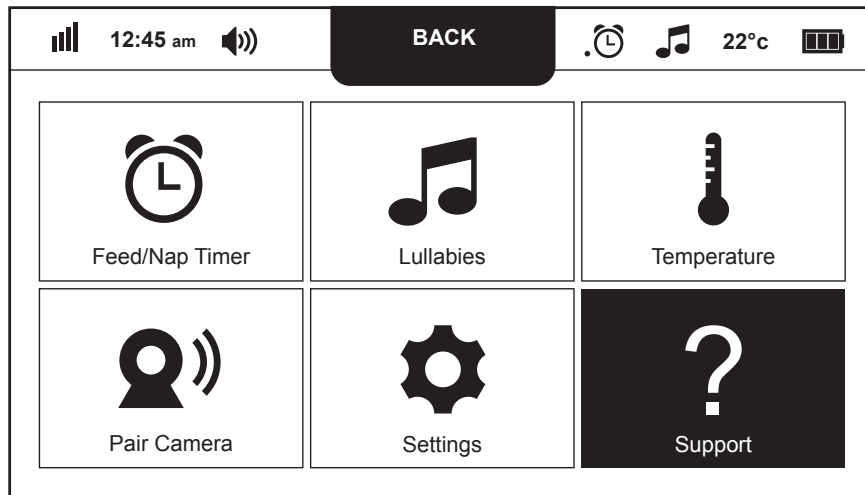 12:45 am BACK 22°c
Feed/Nap Timer Lullabies Temperature
Pair Camera Settings Support